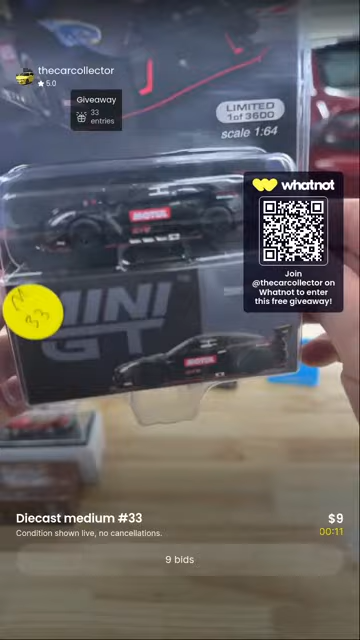 thecarcollector
★ 5.0
Giveaway
33
entries
LIMITED
1of 3600
scale 1:64
whatnot
Join
@thecarcollector on
Whatnot to enter
this free giveaway!
MOTUL
33
MINI
GT
MOTUL
Diecast medium #33
$9
Condition shown live, no cancellations.
00:11
9 bids